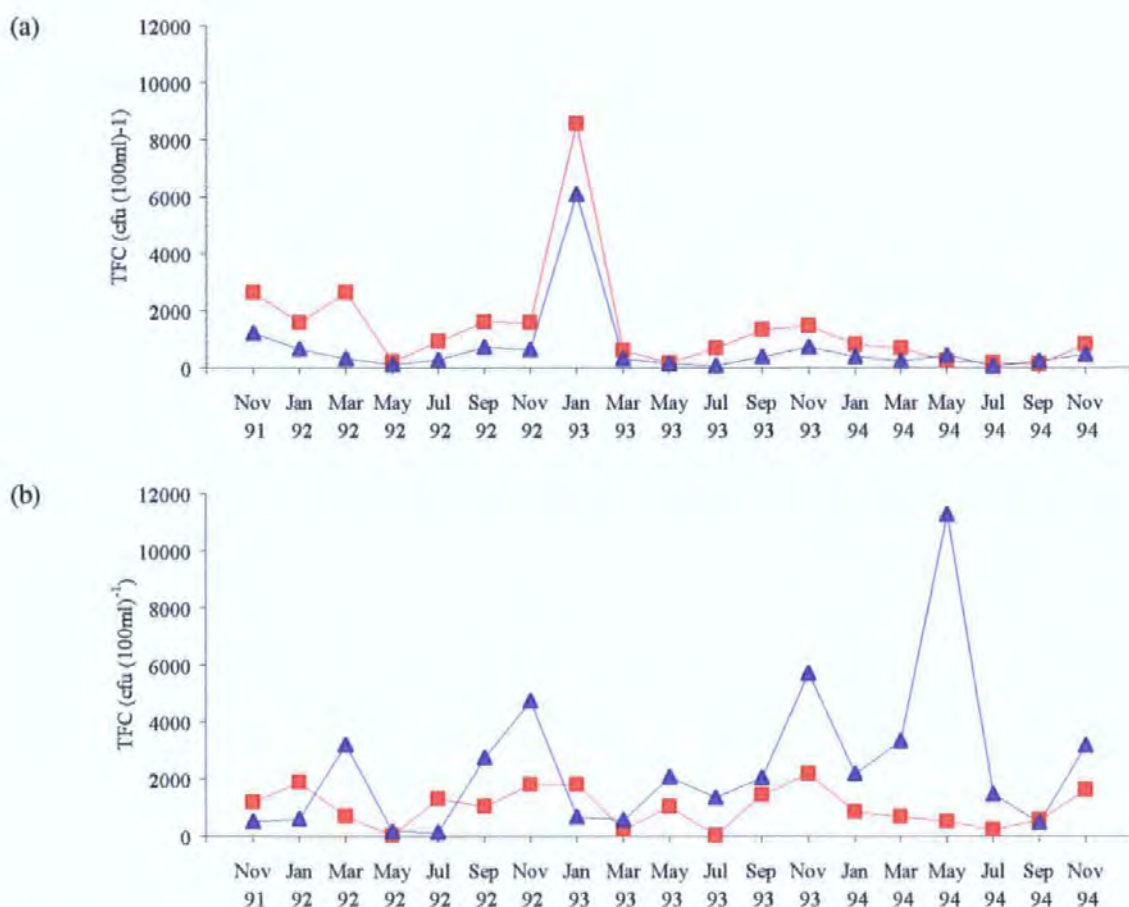 (a)
TFC (cfu (100ml)-1)
12000
10000
8000
6000
4000
2000
0
Nov Jan Mar May Jul Sep Nov Jan Mar May Jul Sep Nov Jan Mar May Jul Sep Nov
91 92 92 92 92 92 92 93 93 93 93 93 93 94 94 94 94 94 94
(b)
TFC (cfu (100ml)⁻¹)
12000
10000
8000
6000
4000
2000
0
Nov Jan Mar May Jul Sep Nov Jan Mar May Jul Sep Nov Jan Mar May Jul Sep Nov
91 92 92 92 92 92 92 93 93 93 93 93 93 94 94 94 94 94 94